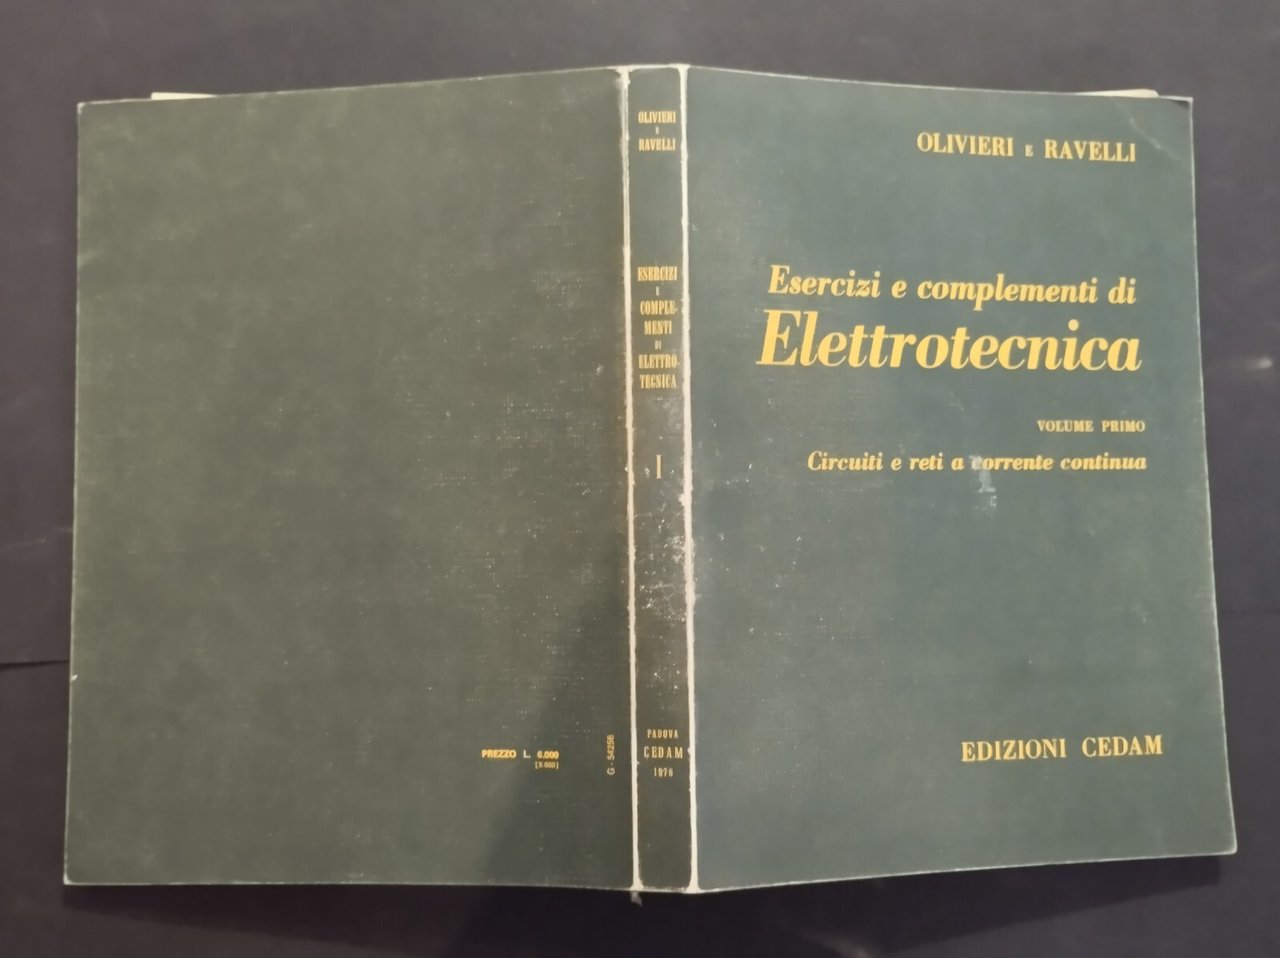 OLIVIERI E RAVELLI
Esercizi e complementi di
Elettrotecnica
VOLUME PRIMO
Circuiti e reti a corrente continua
EDIZIONI CEDAM
OLIVIERI
E
RAVELLI
ESERCIZI
E
COMPLE-
MENTI
DI
ELETTRO-
TECNICA
I
PADOVA
CEDAM
1976
PREZZO L. 6.000
G - 54256